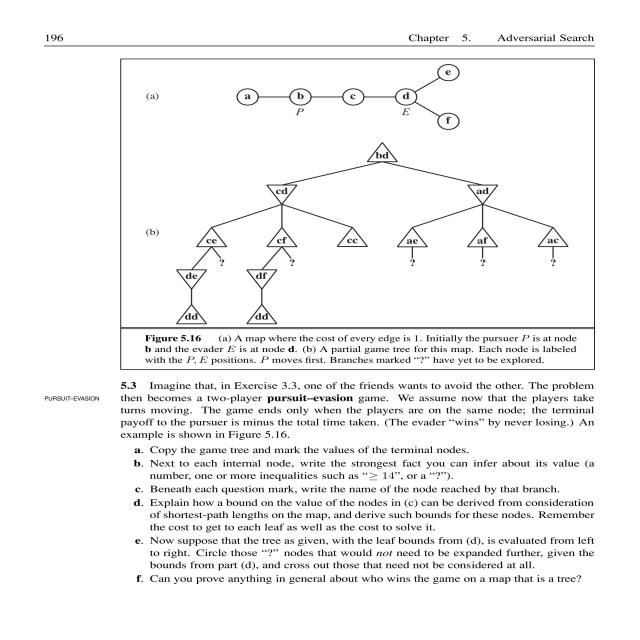 196 Chapter 5. Adversarial Search
e
(a) a b c d
P E
f
bd
cd ad
(b) ce cf cc ae af ac
? ? ? ? ?
de df
dd dd
Figure 5.16 (a) A map where the cost of every edge is 1. Initially the pursuer P is at node
b and the evader E is at node d. (b) A partial game tree for this map. Each node is labeled
with the P, E positions. P moves first. Branches marked “?” have yet to be explored.
5.3 Imagine that, in Exercise 3.3, one of the friends wants to avoid the other. The problem
PURSUIT–EVASION then becomes a two-player pursuit–evasion game. We assume now that the players take
turns moving. The game ends only when the players are on the same node; the terminal
payoff to the pursuer is minus the total time taken. (The evader “wins” by never losing.) An
example is shown in Figure 5.16.
a. Copy the game tree and mark the values of the terminal nodes.
b. Next to each internal node, write the strongest fact you can infer about its value (a
number, one or more inequalities such as “≥ 14”, or a “?”).
c. Beneath each question mark, write the name of the node reached by that branch.
d. Explain how a bound on the value of the nodes in (c) can be derived from consideration
of shortest-path lengths on the map, and derive such bounds for these nodes. Remember
the cost to get to each leaf as well as the cost to solve it.
e. Now suppose that the tree as given, with the leaf bounds from (d), is evaluated from left
to right. Circle those “?” nodes that would not need to be expanded further, given the
bounds from part (d), and cross out those that need not be considered at all.
f. Can you prove anything in general about who wins the game on a map that is a tree?